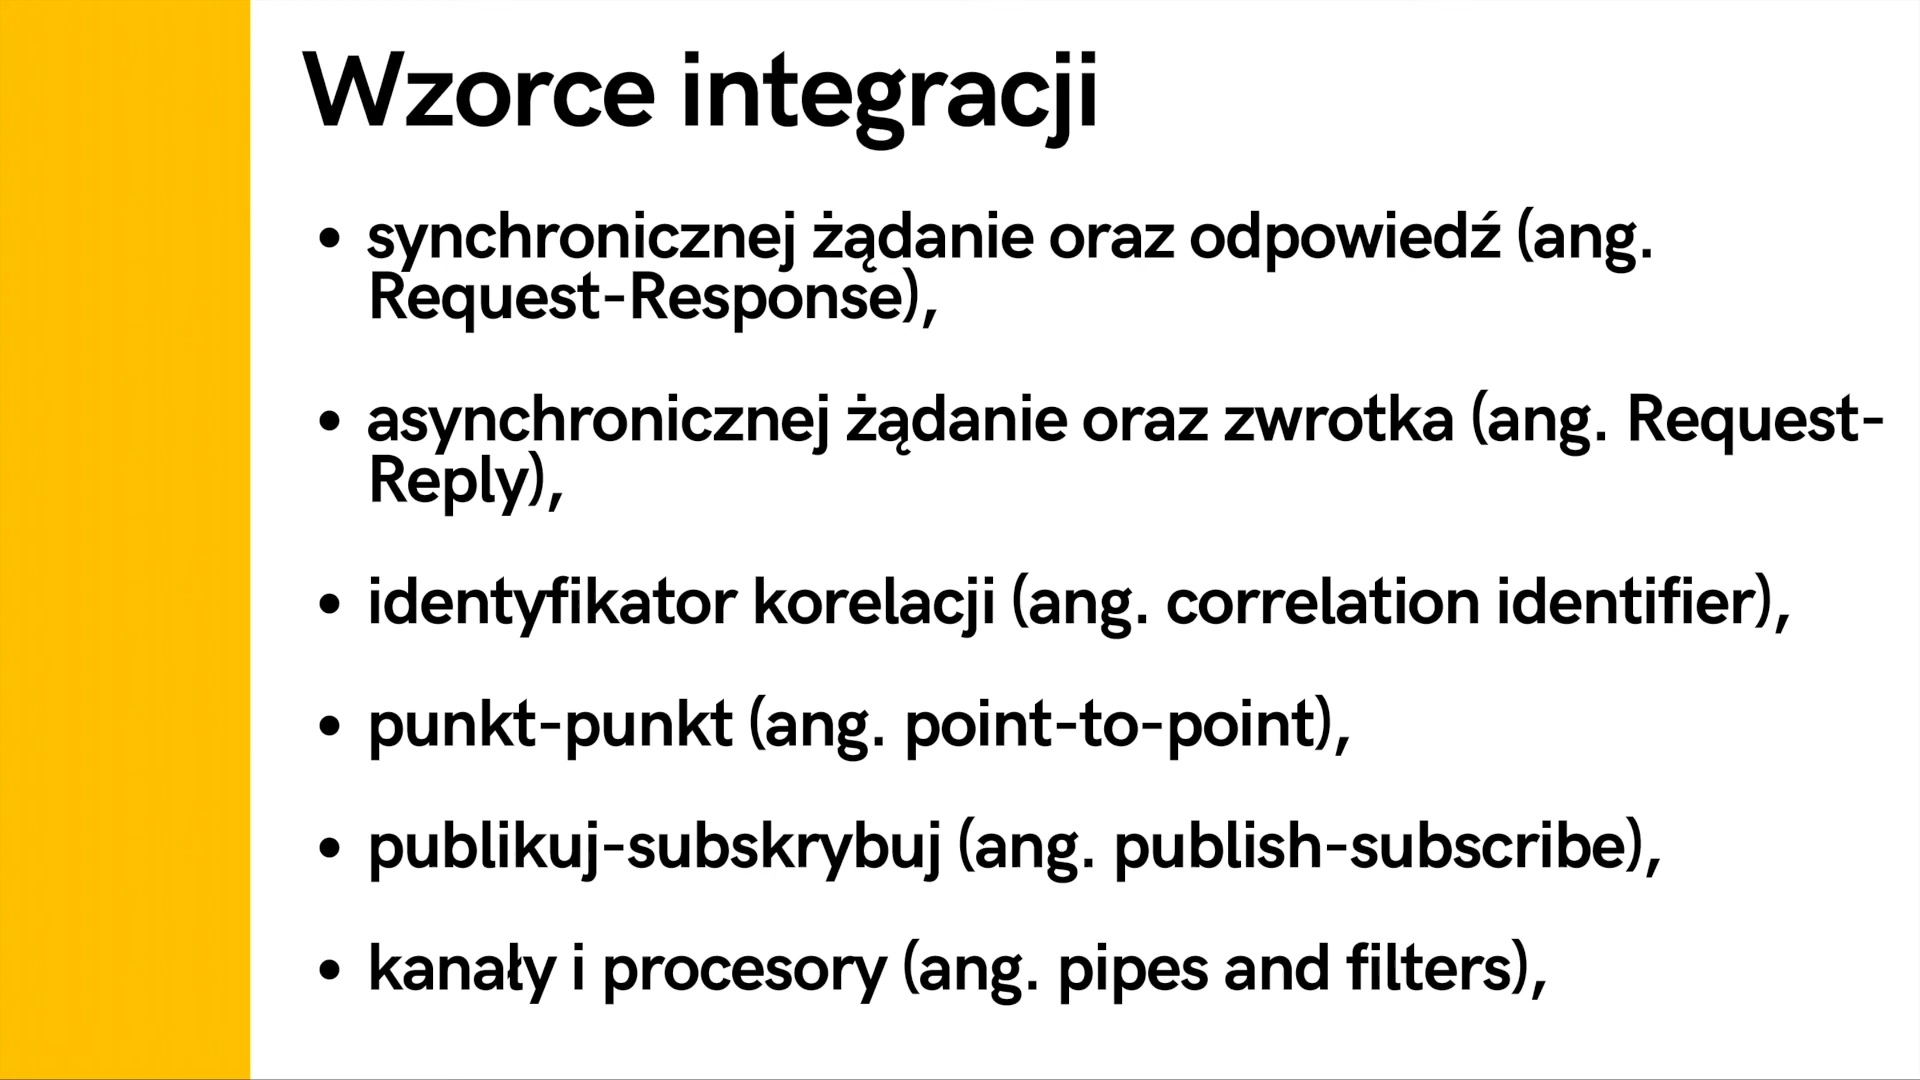 Wzorce integracji
• synchronicznej żądanie oraz odpowiedź (ang.
Request-Response),
• asynchronicznej żądanie oraz zwrotka (ang. Request-
Reply),
• identyfikator korelacji (ang. correlation identifier),
• punkt-punkt (ang. point-to-point),
• publikuj-subskrybuj (ang. publish-subscribe),
• kanały i procesory (ang. pipes and filters),